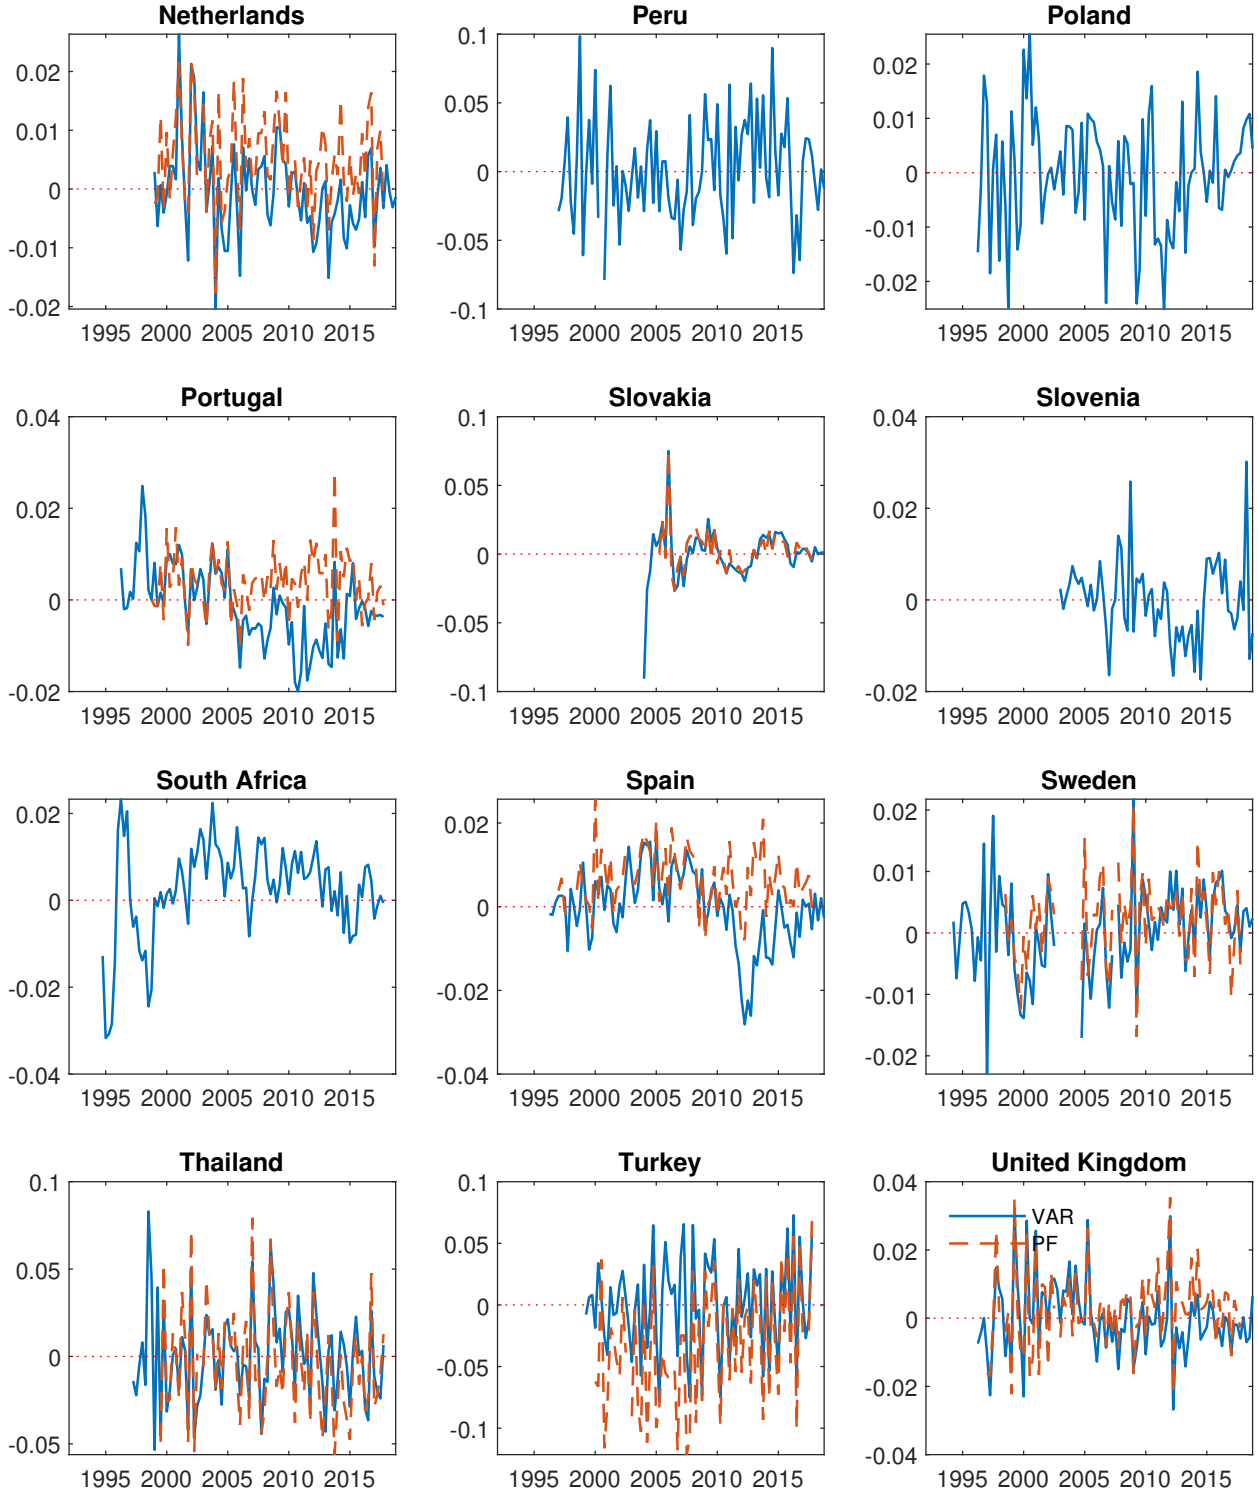 Netherlands Peru Poland
0.02 0.1 0.02
0.01 0.05 0.01
0 0 0
-0.01 -0.05 -0.01
-0.02 -0.1 -0.02
1995 2000 2005 2010 2015 1995 2000 2005 2010 2015 1995 2000 2005 2010 2015
Portugal Slovakia Slovenia
0.04 0.1 0.04
0.02 0.05 0.02
0 0 0
-0.05
-0.02 -0.1 -0.02
1995 2000 2005 2010 2015 1995 2000 2005 2010 2015 1995 2000 2005 2010 2015
South Africa Spain Sweden
0.02 0.02 0.02
0.01
0 0 0
-0.01
-0.02 -0.02 -0.02
-0.04 -0.04
1995 2000 2005 2010 2015 1995 2000 2005 2010 2015 1995 2000 2005 2010 2015
Thailand Turkey United Kingdom
0.1 0.1 0.04
VAR
PF
0.05 0.05 0.02
0 0 0
-0.05 -0.02
-0.05 -0.1 -0.04
1995 2000 2005 2010 2015 1995 2000 2005 2010 2015 1995 2000 2005 2010 2015